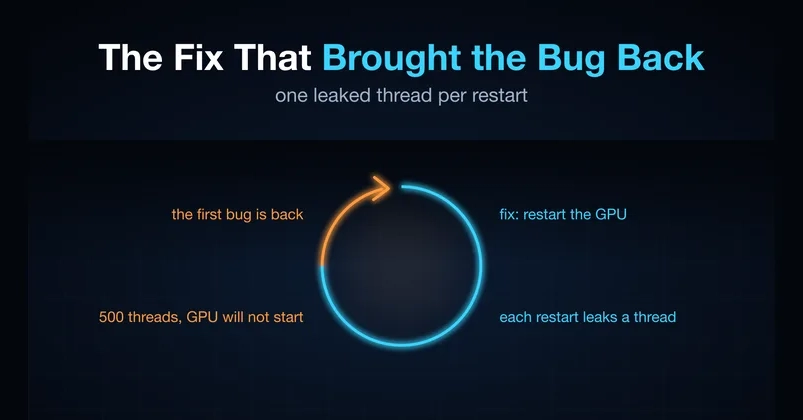 The Fix That Brought the Bug Back
one leaked thread per restart
the first bug is back
fix: restart the GPU
500 threads, GPU will not start
each restart leaks a thread